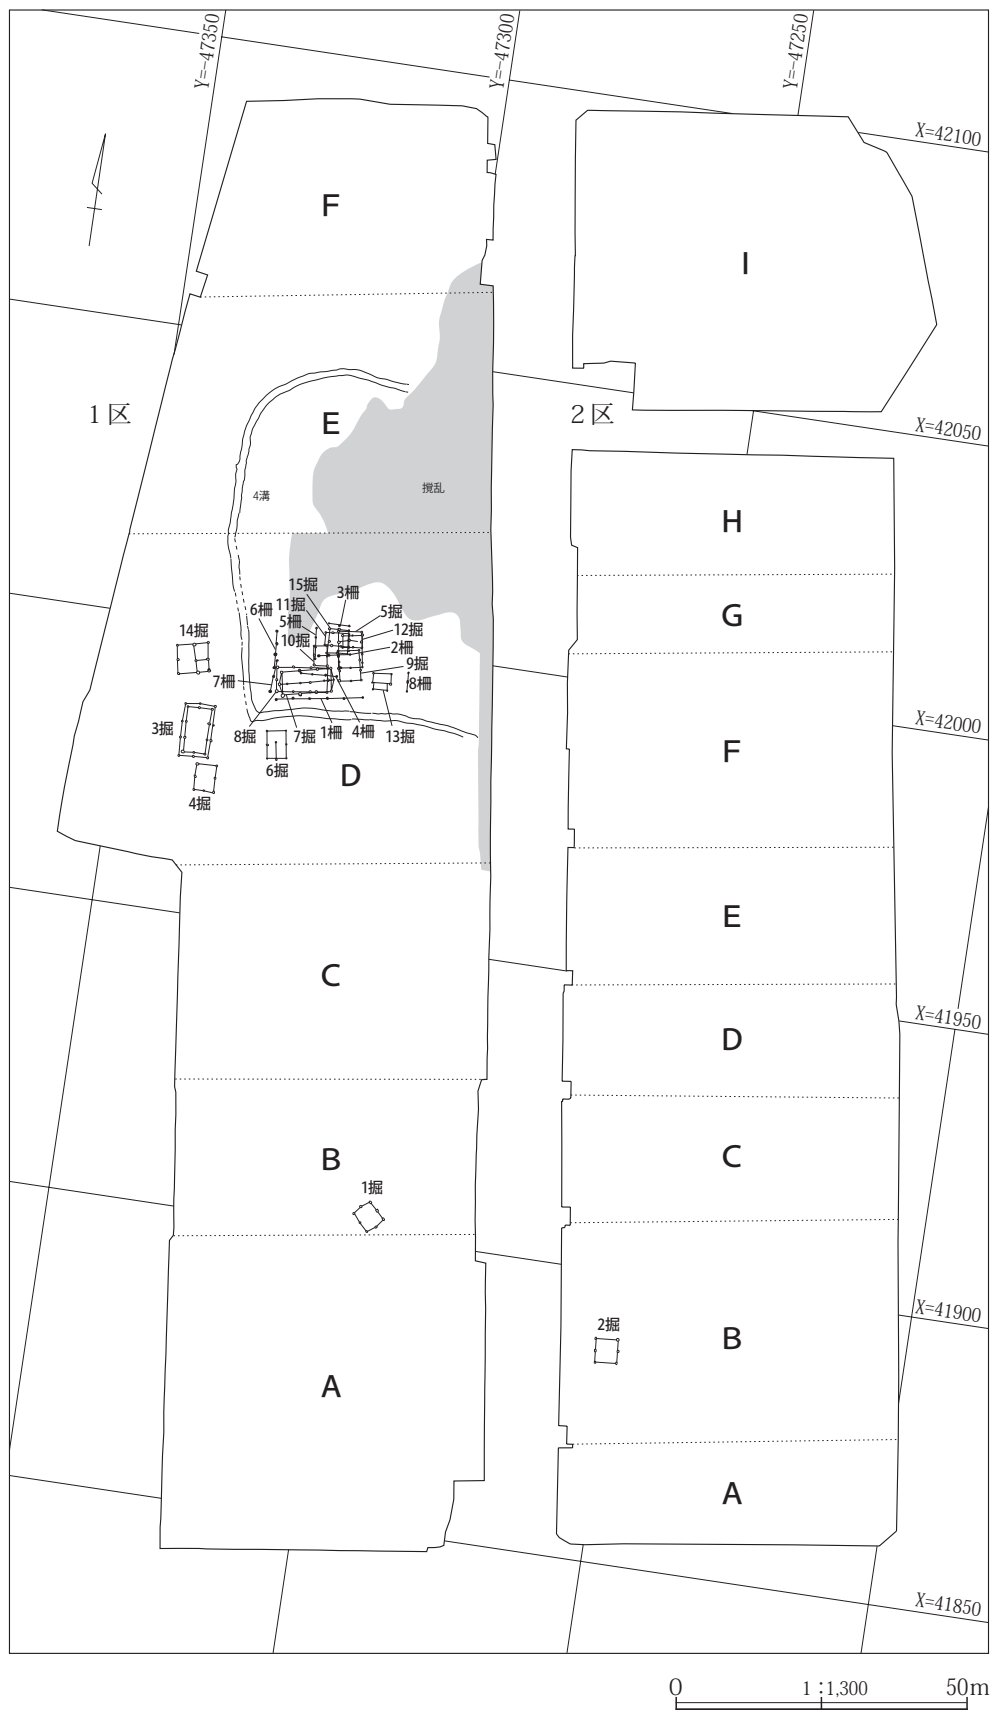 Y=-47350
Y=-47300
Y=-47250
X=42100
F
I
1区
E
2区
X=42050
4溝
攪乱
H
15掘
3柵
6柵
11掘
5掘
5柵
14掘
10掘
12掘
2柵
G
9掘
7柵
8柵
3掘
8掘
7掘
1柵
4柵
13掘
X=42000
6掘
D
F
4掘
E
C
X=41950
D
B
C
1掘
X=41900
2掘
B
A
A
X=41850
0
1:1,300
50m